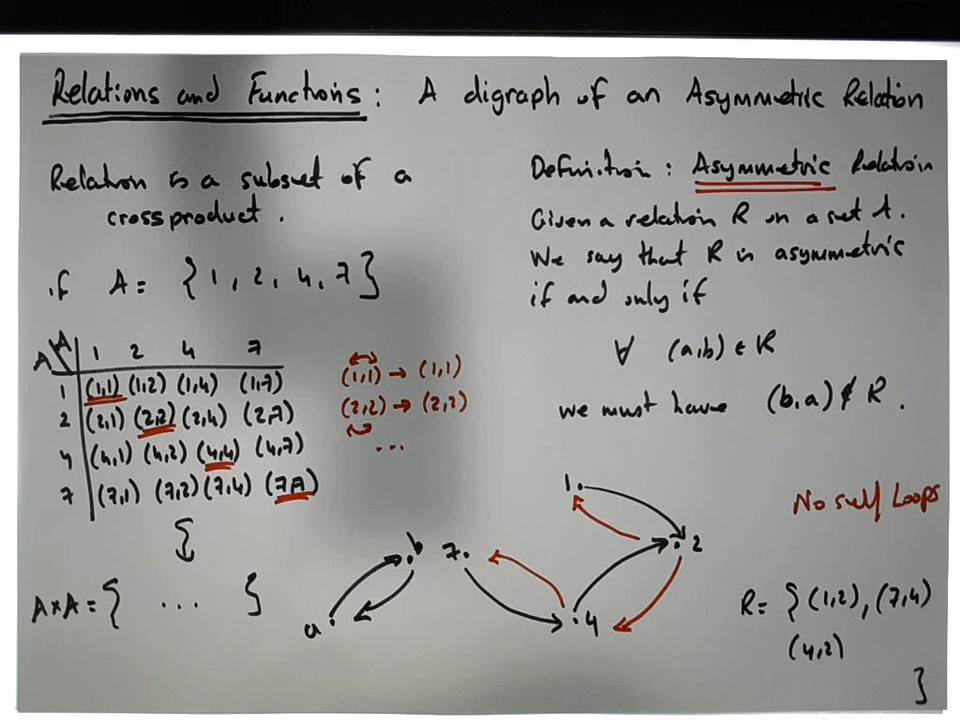 Relations and Functions : A digraph of an Asymmetric Relation
Relation is a subset of a
cross product .
if A = { 1 , 2 , 4 , 7 }
A A 1 2 4 7
1 (1,1) (1,2) (1,4) (1,7)
2 (2,1) (2,2) (2,4) (2,7)
4 (4,1) (4,2) (4,4) (4,7)
7 (7,1) (7,2) (7,4) (7,7)
(1,1) → (1,1)
(2,2) → (2,2)
...
A×A = { ... }
Definition : Asymmetric Relation
Given a relation R on a set A .
We say that R is asymmetric
if and only if
∀ (a,b) ∈ R
we must have (b,a) ∉ R .
No self Loops
a b
7 4 1 2
R = { (1,2) , (7,4)
(4,2)
}